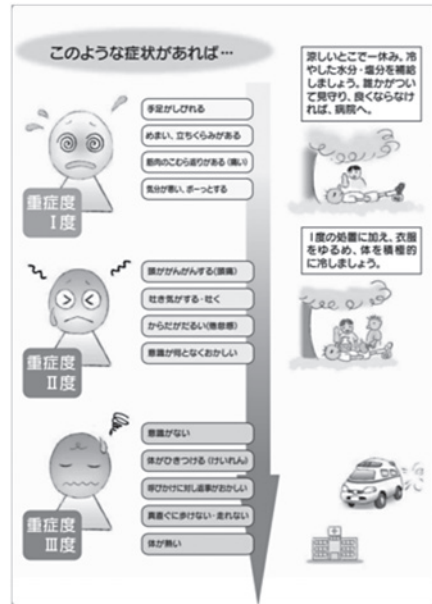 このような症状があれば…
手足がしびれる
めまい、立ちくらみがある
筋肉のこむら返りがある（痛い）
気分が悪い、ボーっとする
重症度
Ⅰ度
涼しいとこで一休み。冷
やした水分・塩分を補給
しましょう。誰かがつい
て見守り、良くならなけ
れば、病院へ。
頭ががんがんする（頭痛）
吐き気がする・吐く
からだがだるい（倦怠感）
意識が何となくおかしい
重症度
Ⅱ度
Ⅰ度の処置に加え、衣服
をゆるめ、体を積極的
に冷しましょう。
意識がない
体がひきつける（けいれん）
呼びかけに対し返事がおかしい
真直ぐに歩けない・走れない
体が熱い
重症度
Ⅲ度